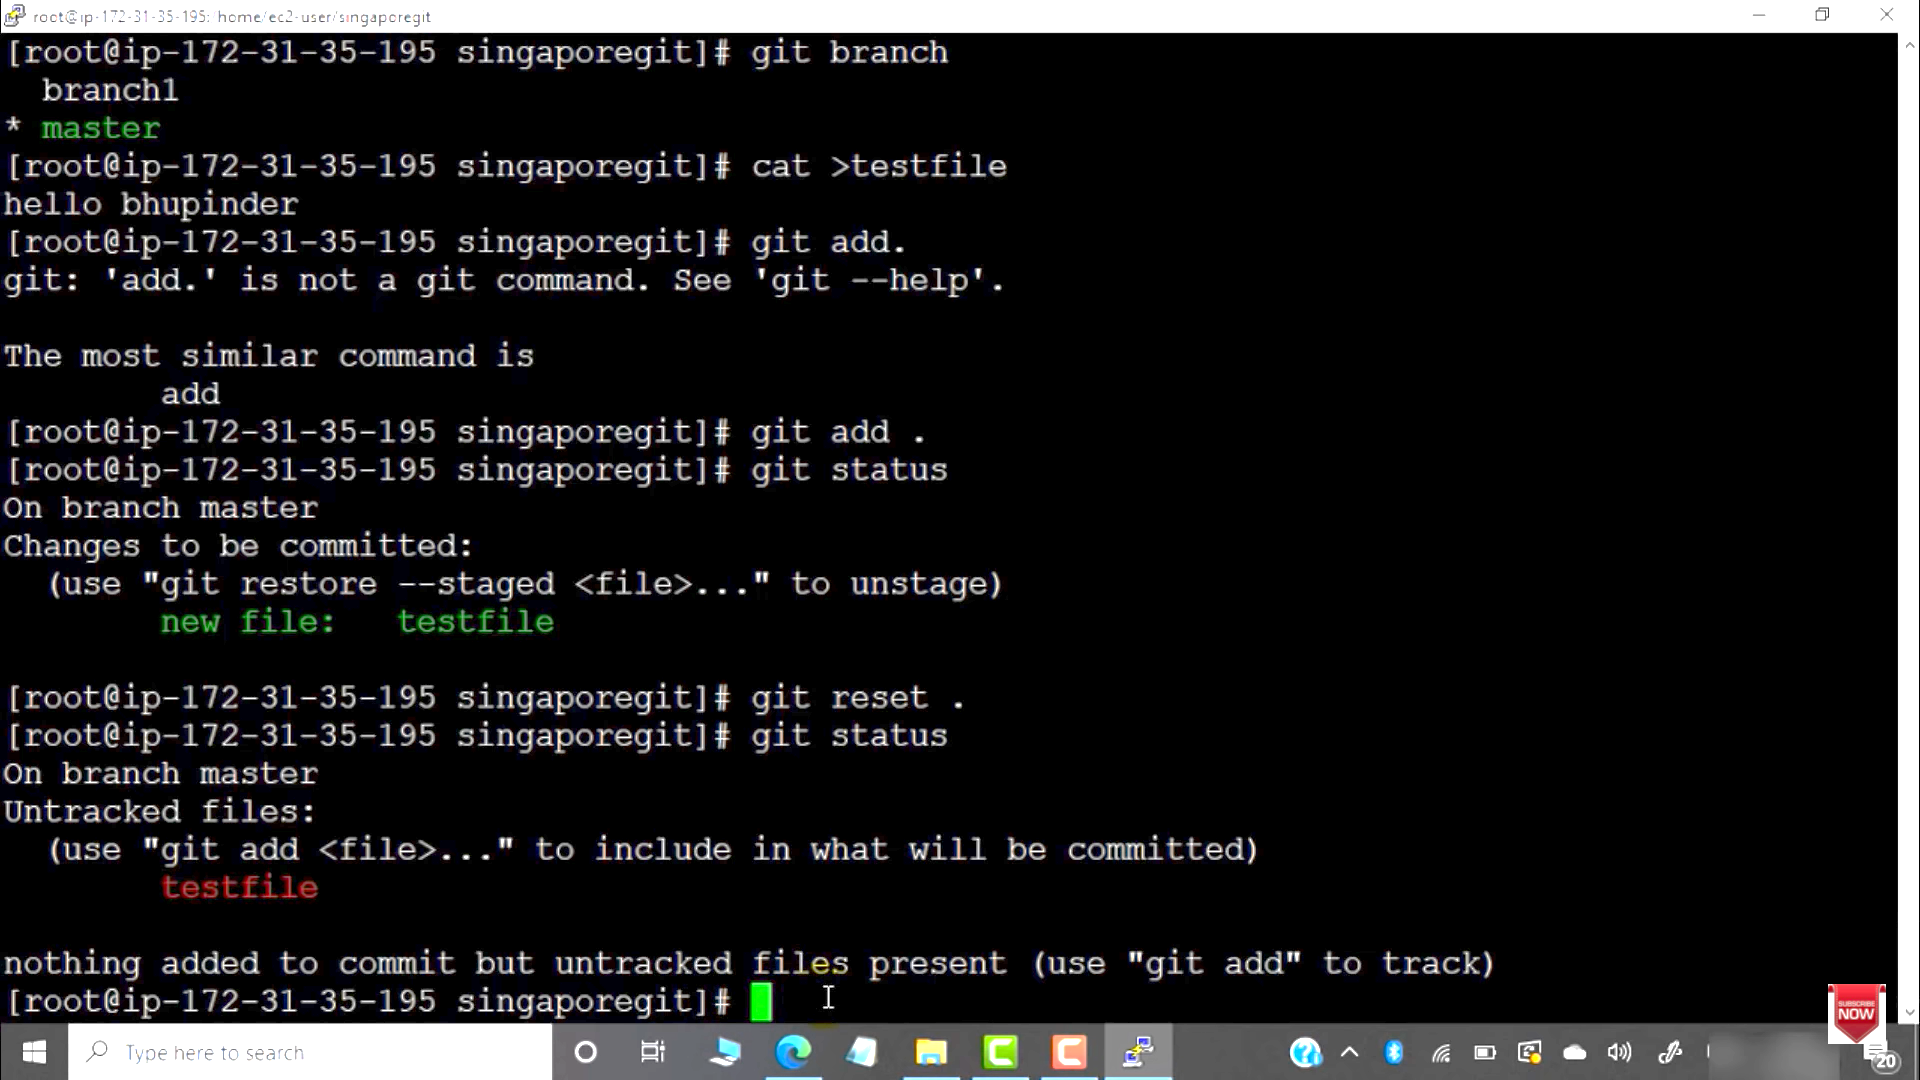 root@ip-172-31-35-195:/home/ec2-user/singaporegit
[root@ip-172-31-35-195 singaporegit]# git branch
branch1
* master
[root@ip-172-31-35-195 singaporegit]# cat >testfile
hello bhupinder
[root@ip-172-31-35-195 singaporegit]# git add.
git: 'add.' is not a git command. See 'git --help'.
The most similar command is
add
[root@ip-172-31-35-195 singaporegit]# git add .
[root@ip-172-31-35-195 singaporegit]# git status
On branch master
Changes to be committed:
(use "git restore --staged <file>..." to unstage)
new file:   testfile
[root@ip-172-31-35-195 singaporegit]# git reset .
[root@ip-172-31-35-195 singaporegit]# git status
On branch master
Untracked files:
(use "git add <file>..." to include in what will be committed)
testfile
nothing added to commit but untracked files present (use "git add" to track)
[root@ip-172-31-35-195 singaporegit]#
SUBSCRIBE
NOW
Type here to search
20